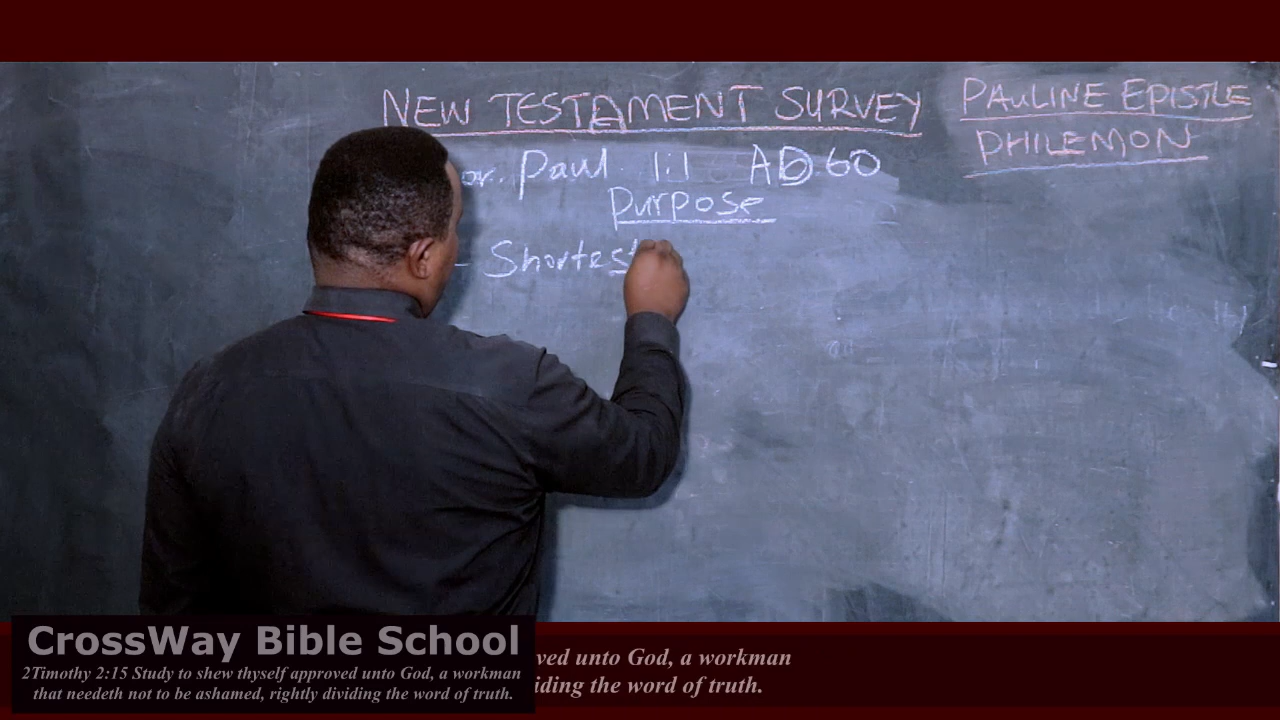 NEW TESTAMENT SURVEY
PAULINE EPISTLE
PHILEMON
Paul 1:1 AD.60
Purpose
- Shortest
CrossWay Bible School
2Timothy 2:15 Study to shew thyself approved unto God, a workman
that needeth not to be ashamed, rightly dividing the word of truth.
ved unto God, a workman
iding the word of truth.